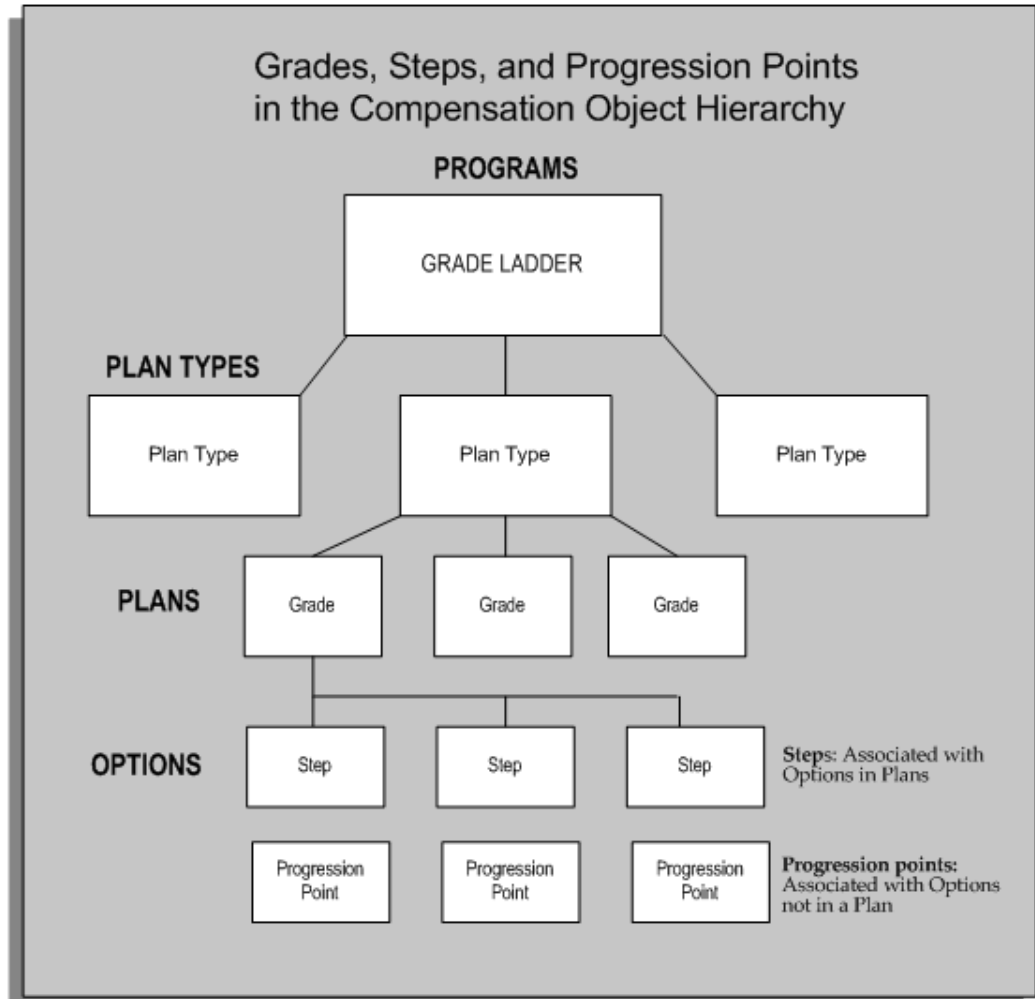 Grades, Steps, and Progression Points
in the Compensation Object Hierarchy
PROGRAMS
GRADE LADDER
PLAN TYPES
Plan Type
Plan Type
Plan Type
PLANS
Grade
Grade
Grade
OPTIONS
Step
Step
Step
Steps: Associated with
Options in Plans
Progression
Point
Progression
Point
Progression
Point
Progression points:
Associated with Options
not in a Plan